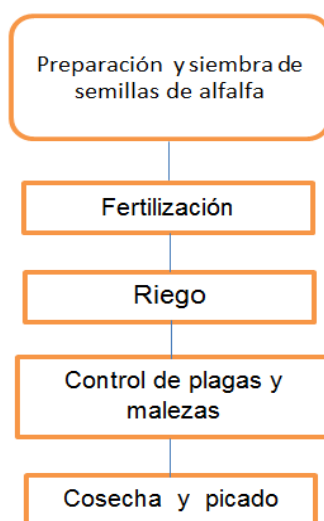 Preparación y siembra de
semillas de alfalfa
Fertilización
Riego
Control de plagas y
malezas
Cosecha y picado